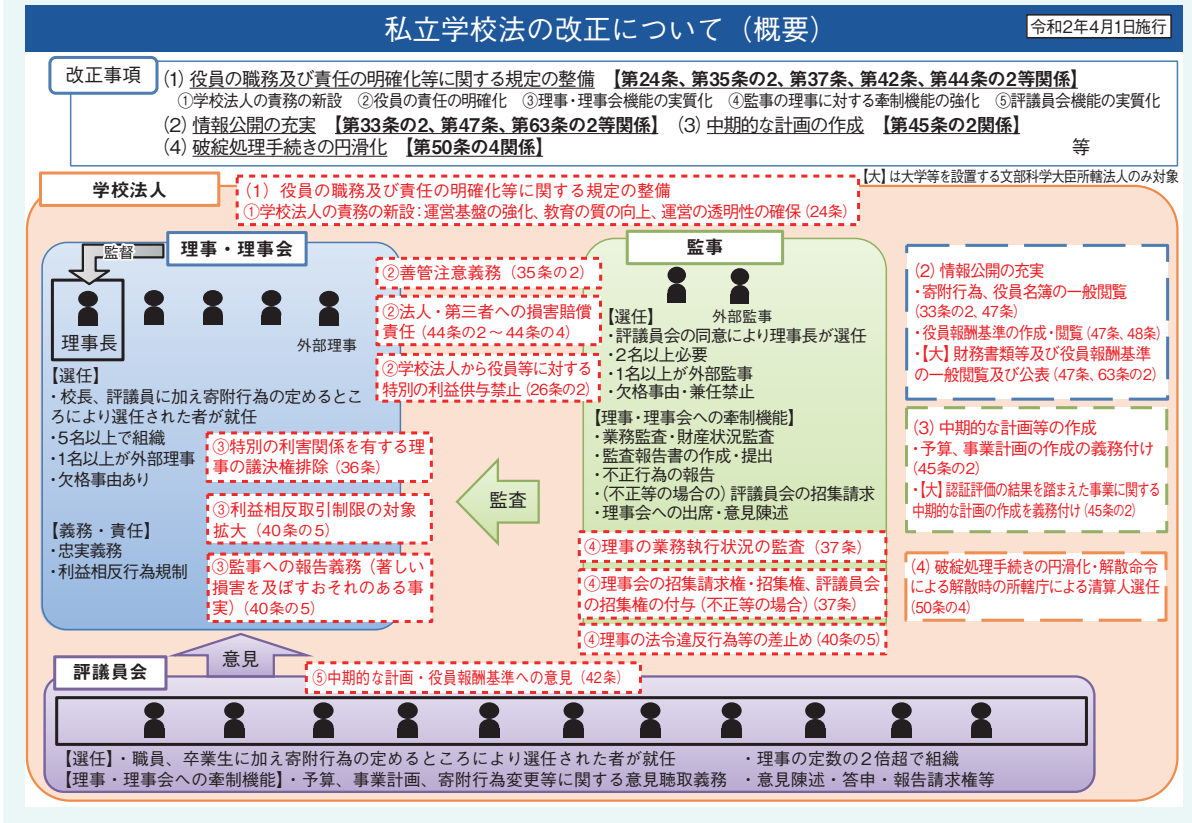 私立学校法の改正について（概要）
令和2年4月1日施行
改正事項
(1) 役員の職務及び責任の明確化等に関する規定の整備 【第24条、第35条の2、第37条、第42条、第44条の2等関係】
①学校法人の責務の新設 ②役員の責任の明確化 ③理事・理事会機能の実質化 ④監事の理事に対する牽制機能の強化 ⑤評議員会機能の実質化
(2) 情報公開の充実 【第33条の2、第47条、第63条の2等関係】 (3) 中期的な計画の作成 【第45条の2関係】
(4) 破綻処理手続きの円滑化 【第50条の4関係】 等
【大】は大学等を設置する文部科学大臣所轄法人のみ対象
学校法人
(1) 役員の職務及び責任の明確化等に関する規定の整備
①学校法人の責務の新設：運営基盤の強化、教育の質の向上、運営の透明性の確保（24条）
監督
理事・理事会
理事長
外部理事
【選任】
・校長、評議員に加え寄附行為の定めるとこ
ろにより選任された者が就任
・5名以上で組織
・1名以上が外部理事
・欠格事由あり
【義務・責任】
・忠実義務
・利益相反行為規制
②善管注意義務（35条の2）
②法人・第三者への損害賠償
責任（44条の2〜44条の4）
②学校法人から役員等に対する
特別の利益供与禁止（26条の2）
③特別の利害関係を有する理
事の議決権排除（36条）
③利益相反取引制限の対象
拡大（40条の5）
③監事への報告義務（著しい
損害を及ぼすおそれのある事
実）（40条の5）
監査
監事
外部監事
【選任】
・評議員会の同意により理事長が選任
・2名以上必要
・1名以上が外部監事
・欠格事由・兼任禁止
【理事・理事会への牽制機能】
・業務監査・財産状況監査
・監査報告書の作成・提出
・不正行為の報告
・（不正等の場合の）評議員会の招集請求
・理事会への出席・意見陳述
④理事の業務執行状況の監査（37条）
④理事会の招集請求権・招集権、評議員会
の招集権の付与（不正等の場合）（37条）
④理事の法令違反行為等の差止め（40条の5）
(2) 情報公開の充実
・寄附行為、役員名簿の一般閲覧
(33条の2、47条)
・役員報酬基準の作成・閲覧（47条、48条）
・【大】財務書類等及び役員報酬基準
の一般閲覧及び公表（47条、63条の2）
(3) 中期的な計画等の作成
・予算、事業計画の作成の義務付け
(45条の2)
・【大】認証評価の結果を踏まえた事業に関する
中期的な計画の作成を義務付け（45条の2）
(4) 破綻処理手続きの円滑化・解散命令
による解散時の所轄庁による清算人選任
(50条の4)
意見
評議員会
⑤中期的な計画・役員報酬基準への意見（42条）
【選任】・職員、卒業生に加え寄附行為の定めるところにより選任された者が就任 ・理事の定数の２倍超で組織
【理事・理事会への牽制機能】・予算、事業計画、寄附行為変更等に関する意見聴取義務 ・意見陳述・答申・報告請求権等